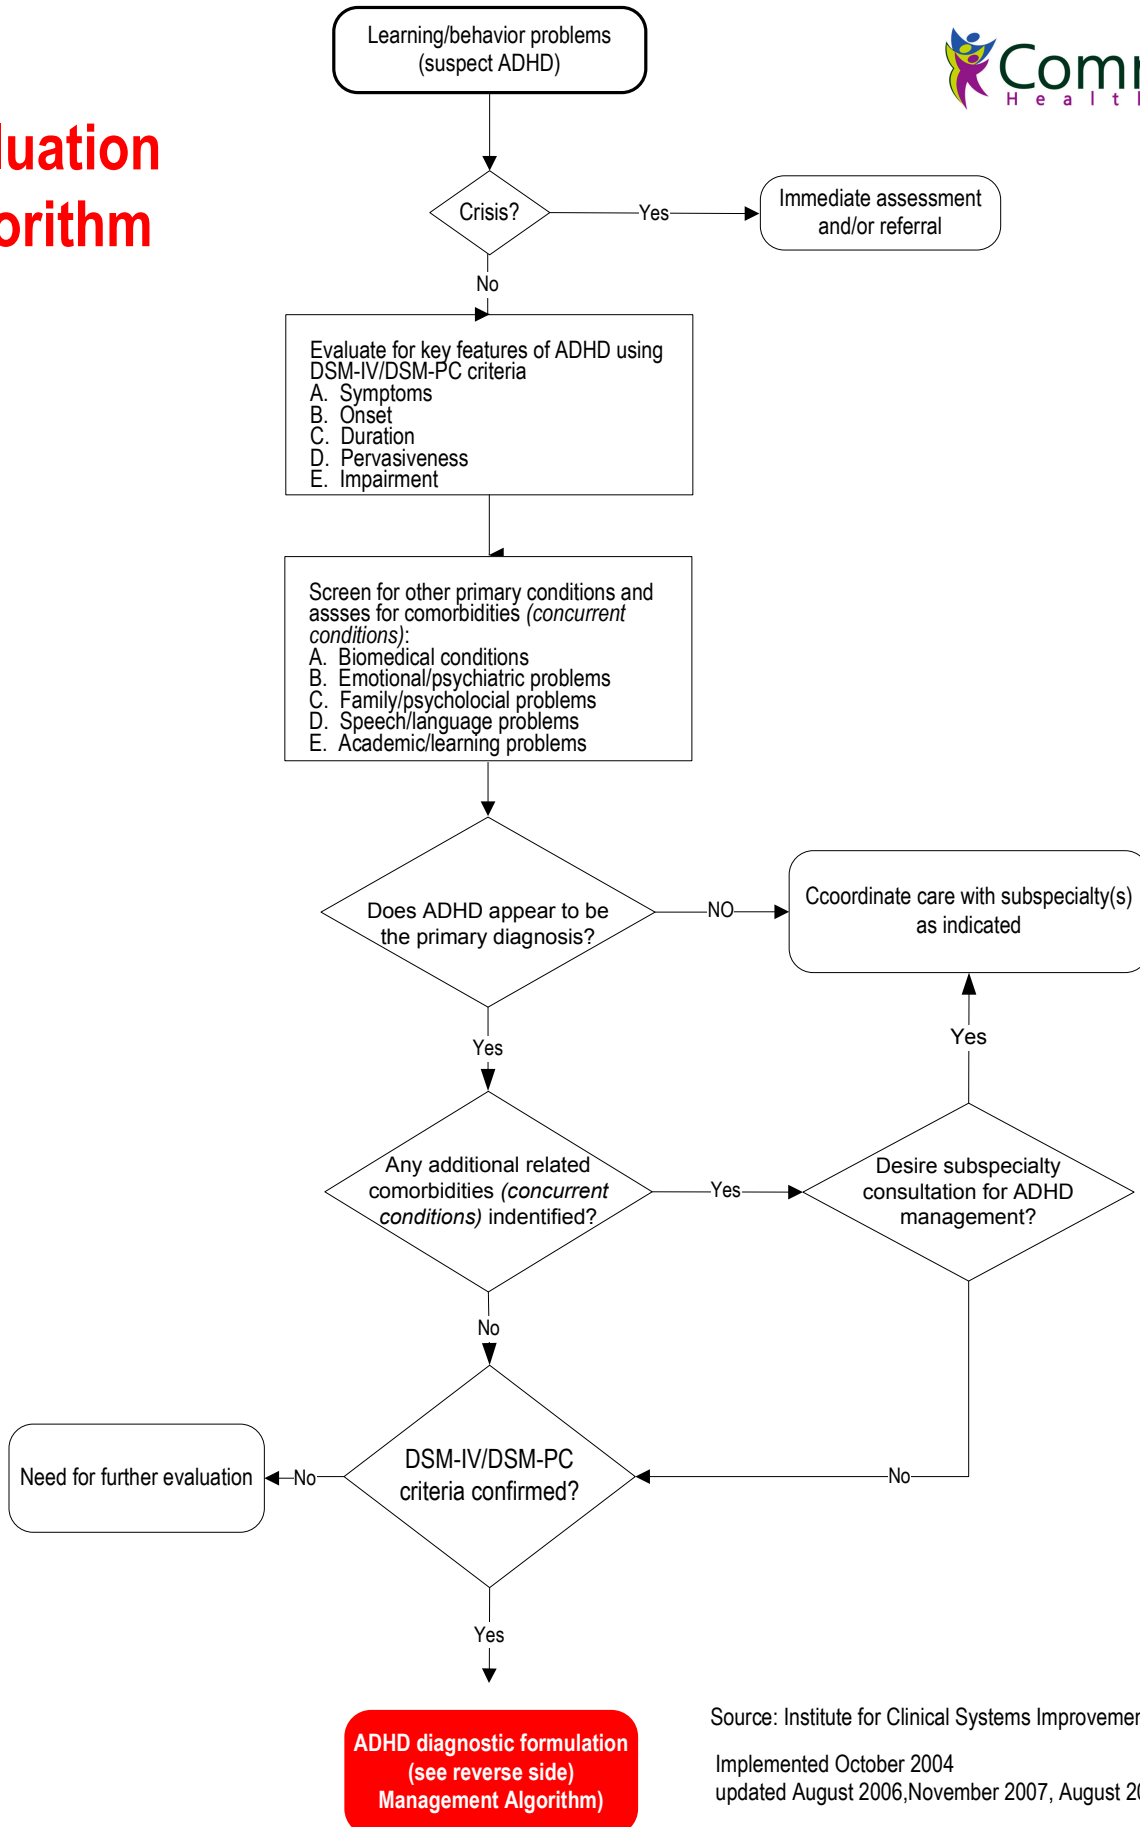 Learning/behavior problems
(suspect ADHD)
Comm
Healt
luation
orithm
Crisis?
Yes
Immediate assessment
and/or referral
No
Evaluate for key features of ADHD using
DSM-IV/DSM-PC criteria
A. Symptoms
B. Onset
C. Duration
D. Pervasiveness
E. Impairment
Screen for other primary conditions and
assses for comorbidities (concurrent
conditions):
A. Biomedical conditions
B. Emotional/psychiatric problems
C. Family/psycholocial problems
D. Speech/language problems
E. Academic/learning problems
Does ADHD appear to be
the primary diagnosis?
NO
Ccoordinate care with subspecialty(s)
as indicated
Yes
Yes
Any additional related
comorbidities (concurrent
conditions) indentified?
Yes
Desire subspecialty
consultation for ADHD
management?
No
DSM-IV/DSM-PC
criteria confirmed?
No
Need for further evaluation
No
Yes
ADHD diagnostic formulation
(see reverse side)
Management Algorithm)
Source: Institute for Clinical Systems Improvemen
Implemented October 2004
updated August 2006,November 2007, August 20